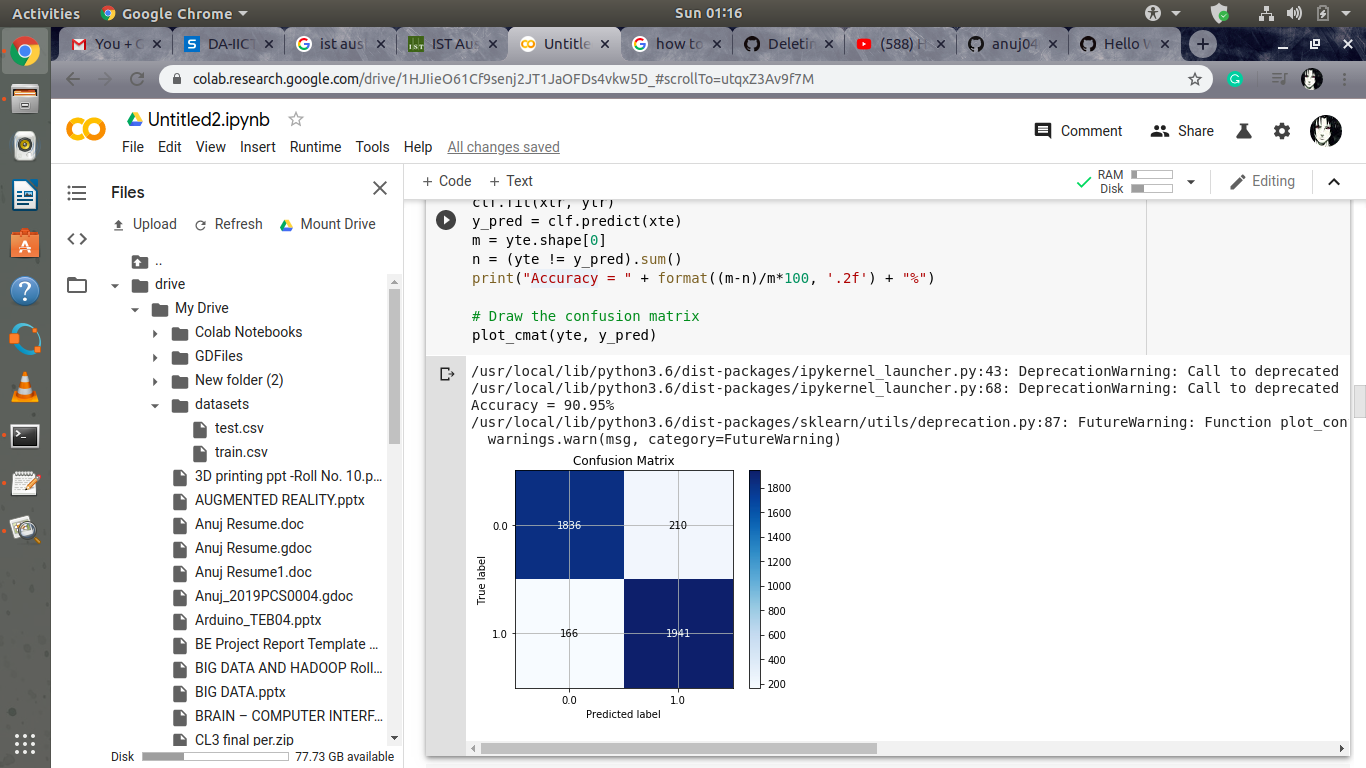 Activities Google Chrome Sun 01:16
You + G DA-IICT ist aus IST Aus Untitle how to Deletin (588) H anuj04 Hello W
colab.research.google.com/drive/1HJIieO61Cf9senj2JT1JaOFDs4vkw5D_#scrollTo=utqxZ3Av9f7M
Untitled2.ipynb
Comment Share
File Edit View Insert Runtime Tools Help All changes saved
Files
Upload Refresh Mount Drive
..
drive
My Drive
Colab Notebooks
GDFiles
New folder (2)
datasets
test.csv
train.csv
3D printing ppt -Roll No. 10.p...
AUGMENTED REALITY.pptx
Anuj Resume.doc
Anuj Resume.gdoc
Anuj Resume1.doc
Anuj_2019PCS0004.gdoc
Arduino_TEB04.pptx
BE Project Report Template ...
BIG DATA AND HADOOP Roll...
BIG DATA.pptx
BRAIN – COMPUTER INTERF...
CL3 final per.zip
Disk 77.73 GB available
+ Code + Text
RAM
Disk
Editing
clf.fit(xtr, ytr)
y_pred = clf.predict(xte)
m = yte.shape[0]
n = (yte != y_pred).sum()
print("Accuracy = " + format((m-n)/m*100, '.2f') + "%")
# Draw the confusion matrix
plot_cmat(yte, y_pred)
/usr/local/lib/python3.6/dist-packages/ipykernel_launcher.py:43: DeprecationWarning: Call to deprecated
/usr/local/lib/python3.6/dist-packages/ipykernel_launcher.py:68: DeprecationWarning: Call to deprecated
Accuracy = 90.95%
/usr/local/lib/python3.6/dist-packages/sklearn/utils/deprecation.py:87: FutureWarning: Function plot_con
warnings.warn(msg, category=FutureWarning)
Confusion Matrix
True label
0.0 1836 210
1.0 166 1941
0.0 1.0
Predicted label
1800
1600
1400
1200
1000
800
600
400
200